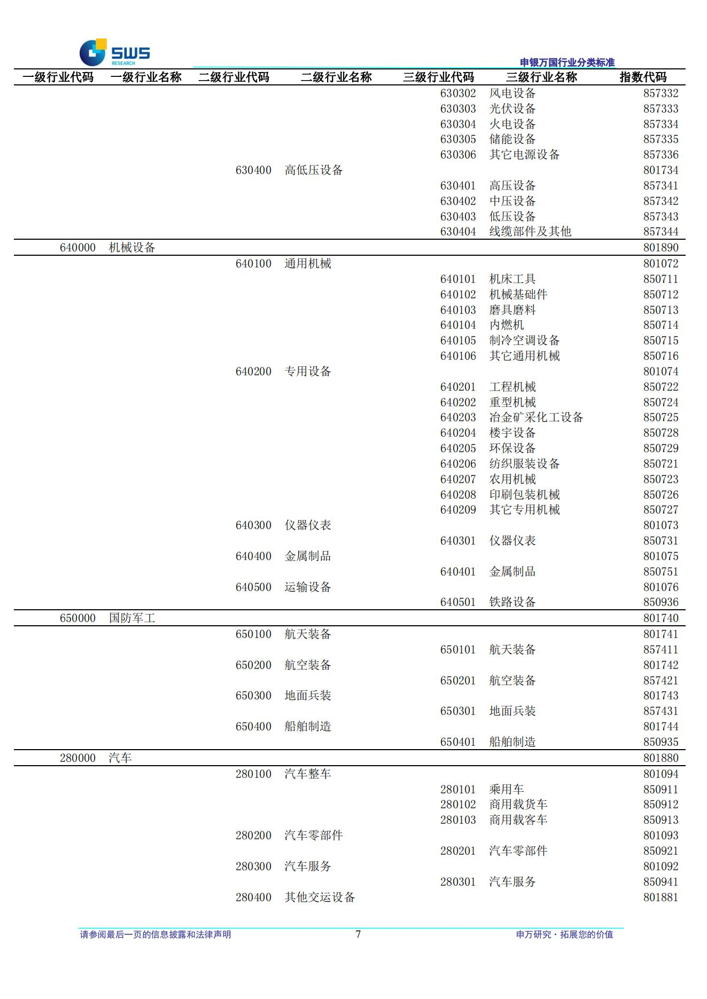 SWS
RESEARCH
申银万国行业分类标准
一级行业代码 一级行业名称 二级行业代码 二级行业名称 三级行业代码 三级行业名称 指数代码
630302 风电设备 857332
630303 光伏设备 857333
630304 火电设备 857334
630305 储能设备 857335
630306 其它电源设备 857336
630400 高低压设备 801734
630401 高压设备 857341
630402 中压设备 857342
630403 低压设备 857343
630404 线缆部件及其他 857344
640000 机械设备 801890
640100 通用机械 801072
640101 机床工具 850711
640102 机械基础件 850712
640103 磨具磨料 850713
640104 内燃机 850714
640105 制冷空调设备 850715
640106 其它通用机械 850716
640200 专用设备 801074
640201 工程机械 850722
640202 重型机械 850724
640203 冶金矿采化工设备 850725
640204 楼宇设备 850728
640205 环保设备 850729
640206 纺织服装设备 850721
640207 农用机械 850723
640208 印刷包装机械 850726
640209 其它专用机械 850727
640300 仪器仪表 801073
640301 仪器仪表 850731
640400 金属制品 801075
640401 金属制品 850751
640500 运输设备 801076
640501 铁路设备 850936
650000 国防军工 801740
650100 航天装备 801741
650101 航天装备 857411
650200 航空装备 801742
650201 航空装备 857421
650300 地面兵装 801743
650301 地面兵装 857431
650400 船舶制造 801744
650401 船舶制造 850935
280000 汽车 801880
280100 汽车整车 801094
280101 乘用车 850911
280102 商用载货车 850912
280103 商用载客车 850913
280200 汽车零部件 801093
280201 汽车零部件 850921
280300 汽车服务 801092
280301 汽车服务 850941
280400 其他交运设备 801881
请参阅最后一页的信息披露和法律声明 7 申万研究·拓展您的价值